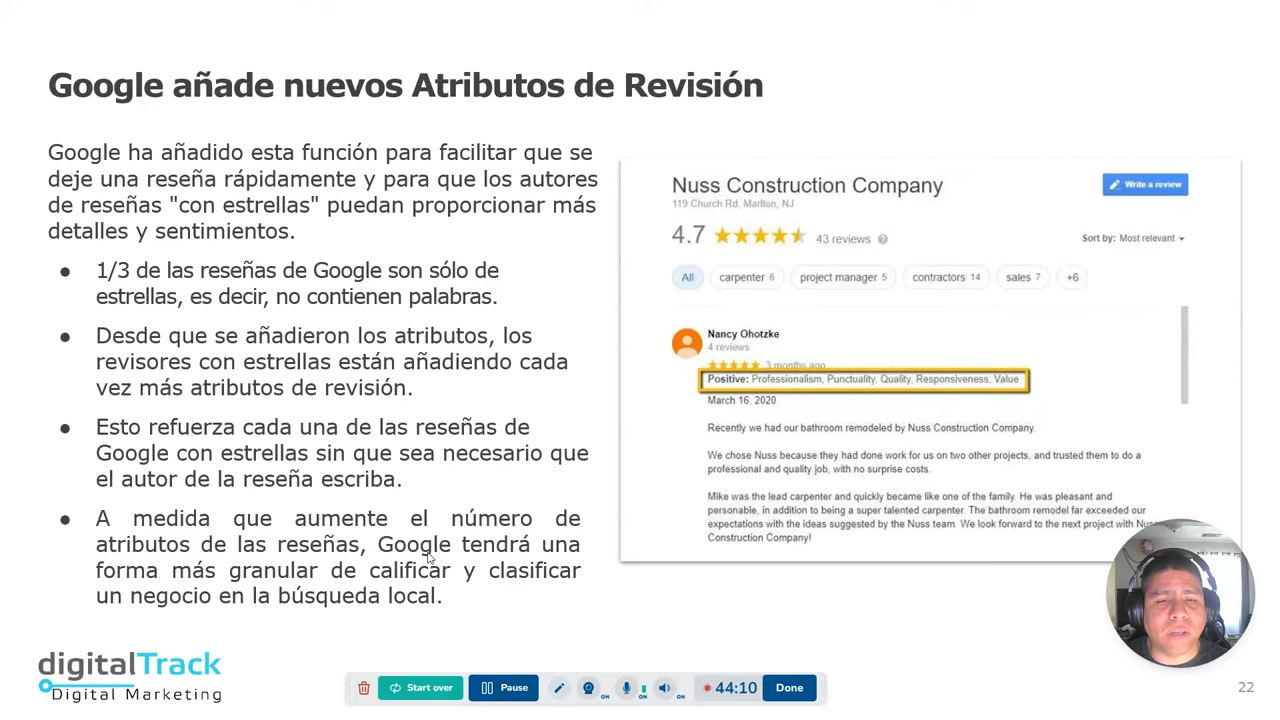 Google añade nuevos Atributos de Revisión
Google ha añadido esta función para facilitar que se
deje una reseña rápidamente y para que los autores
de reseñas "con estrellas" puedan proporcionar más
detalles y sentimientos.
● 1/3 de las reseñas de Google son sólo de
estrellas, es decir, no contienen palabras.
● Desde que se añadieron los atributos, los
revisores con estrellas están añadiendo cada
vez más atributos de revisión.
● Esto refuerza cada una de las reseñas de
Google con estrellas sin que sea necesario que
el autor de la reseña escriba.
● A medida que aumente el número de
atributos de las reseñas, Google tendrá una
forma más granular de calificar y clasificar
un negocio en la búsqueda local.
Nuss Construction Company
Write a review
119 Church Rd, Marlton, NJ
4.7 43 reviews
Sort by: Most relevant
All carpenter 6 project manager 5 contractors 14 sales 7 +6
Nancy Ohotzke
4 reviews
3 months ago
Positive: Professionalism, Punctuality, Quality, Responsiveness, Value
March 16, 2020
Recently we had our bathroom remodeled by Nuss Construction Company.
We chose Nuss because they had done work for us on two other projects, and trusted them to do a
professional and quality job, with no surprise costs.
Mike was the lead carpenter and quickly became like one of the family. He was pleasant and
personable, in addition to being a super talented carpenter. The bathroom remodel far exceeded our
expectations with the ideas suggested by the Nuss team. We look forward to the next project with Nuss
Construction Company!
digitalTrack
Digital Marketing
Start over Pause ON ON ON 44:10 Done
22